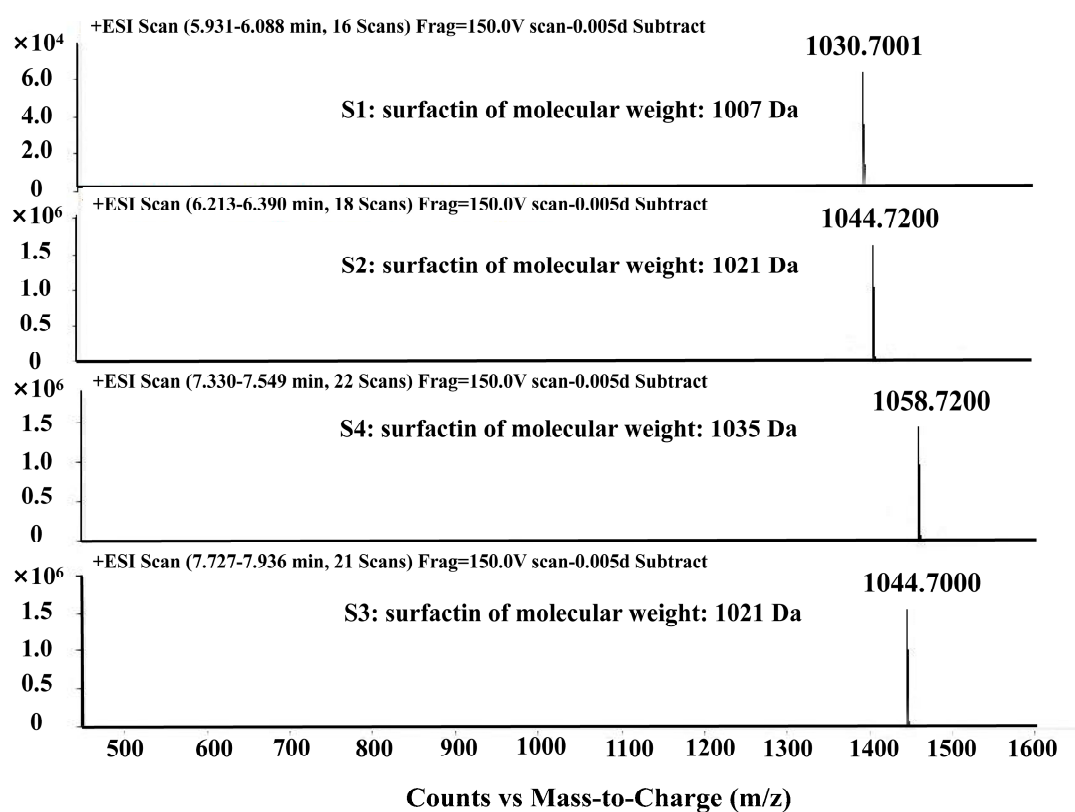 +ESI Scan (5.931-6.088 min, 16 Scans) Frag=150.0V scan-0.005d Subtract
×10⁴
1030.7001
6.0
S1: surfactin of molecular weight: 1007 Da
4.0
2.0
0
+ESI Scan (6.213-6.390 min, 18 Scans) Frag=150.0V scan-0.005d Subtract
×10⁶
1044.7200
1.5
S2: surfactin of molecular weight: 1021 Da
1.0
0.5
0
+ESI Scan (7.330-7.549 min, 22 Scans) Frag=150.0V scan-0.005d Subtract
×10⁶
1058.7200
1.5
S4: surfactin of molecular weight: 1035 Da
1.0
0.5
0
+ESI Scan (7.727-7.936 min, 21 Scans) Frag=150.0V scan-0.005d Subtract
×10⁶
1044.7000
1.5
S3: surfactin of molecular weight: 1021 Da
1.0
0.5
0
500 600 700 800 900 1000 1100 1200 1300 1400 1500 1600
Counts vs Mass-to-Charge (m/z)